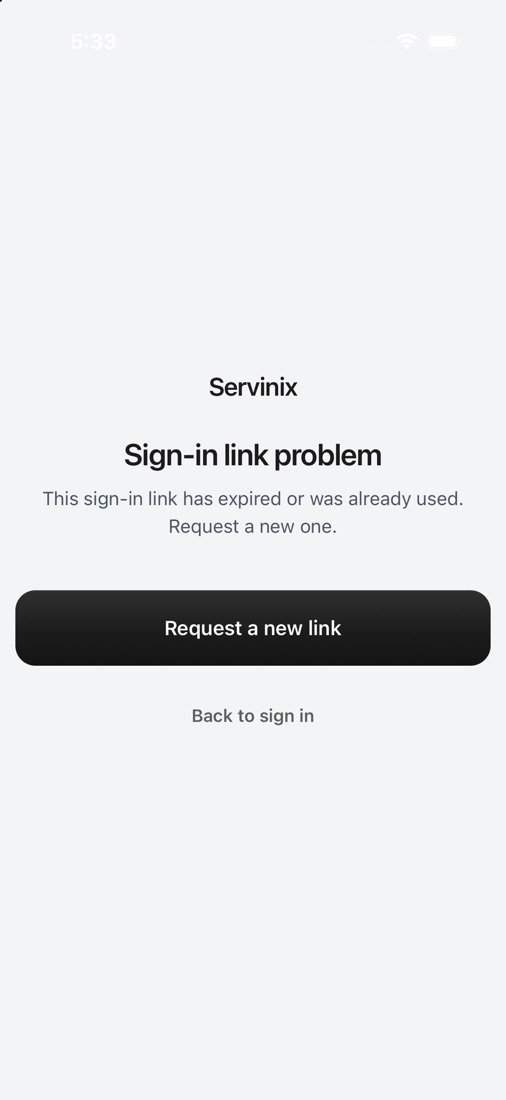 5:33
Servinix
Sign-in link problem
This sign-in link has expired or was already used.
Request a new one.
Request a new link
Back to sign in